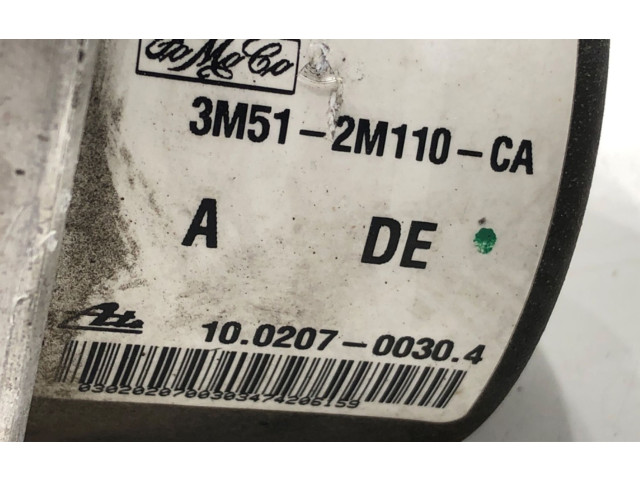 FoMoCo
3M51-2M110-CA
A DE
Ate 10.0207-0030.4